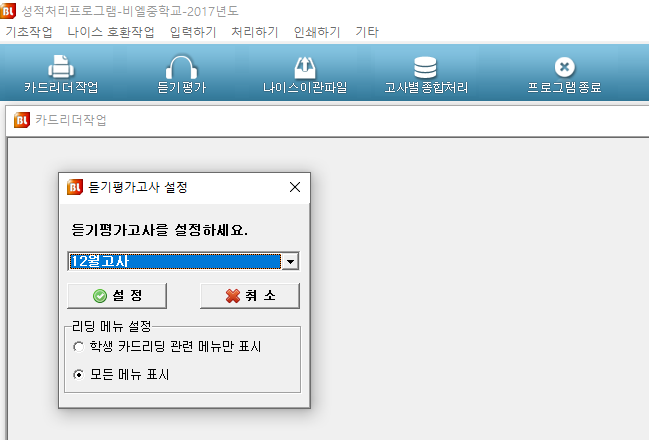 BL 성적처리프로그램-비엘중학교-2017년도
기초작업 나이스 호환작업 입력하기 처리하기 인쇄하기 기타
카드리더작업 듣기평가 나이스이관파일 고사별종합처리 프로그램종료
BL 카드리더작업
BL 듣기평가고사 설정
듣기평가고사를 설정하세요.
12월고사
설 정 취 소
리딩 메뉴 설정
학생 카드리딩 관련 메뉴만 표시
모든 메뉴 표시